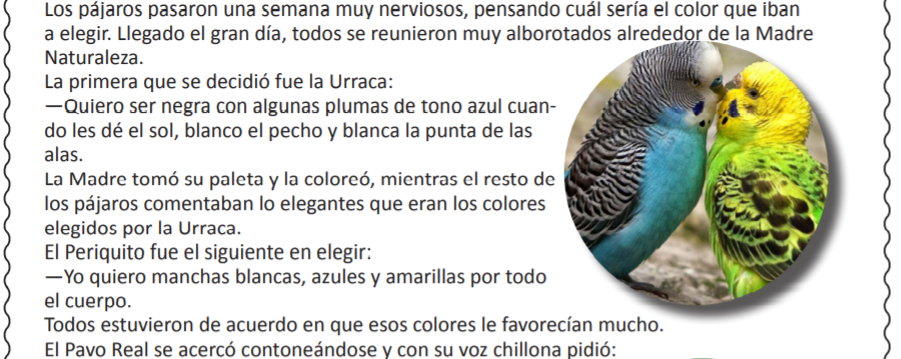 Los pájaros pasaron una semana muy nerviosos, pensando cuál sería el color que iban
a elegir. Llegado el gran día, todos se reunieron muy alborotados alrededor de la Madre
Naturaleza.
La primera que se decidió fue la Urraca:
—Quiero ser negra con algunas plumas de tono azul cuan-
do les dé el sol, blanco el pecho y blanca la punta de las
alas.
La Madre tomó su paleta y la coloreó, mientras el resto de
los pájaros comentaban lo elegantes que eran los colores
elegidos por la Urraca.
El Periquito fue el siguiente en elegir:
—Yo quiero manchas blancas, azules y amarillas por todo
el cuerpo.
Todos estuvieron de acuerdo en que esos colores le favorecían mucho.
El Pavo Real se acercó contoneándose y con su voz chillona pidió: